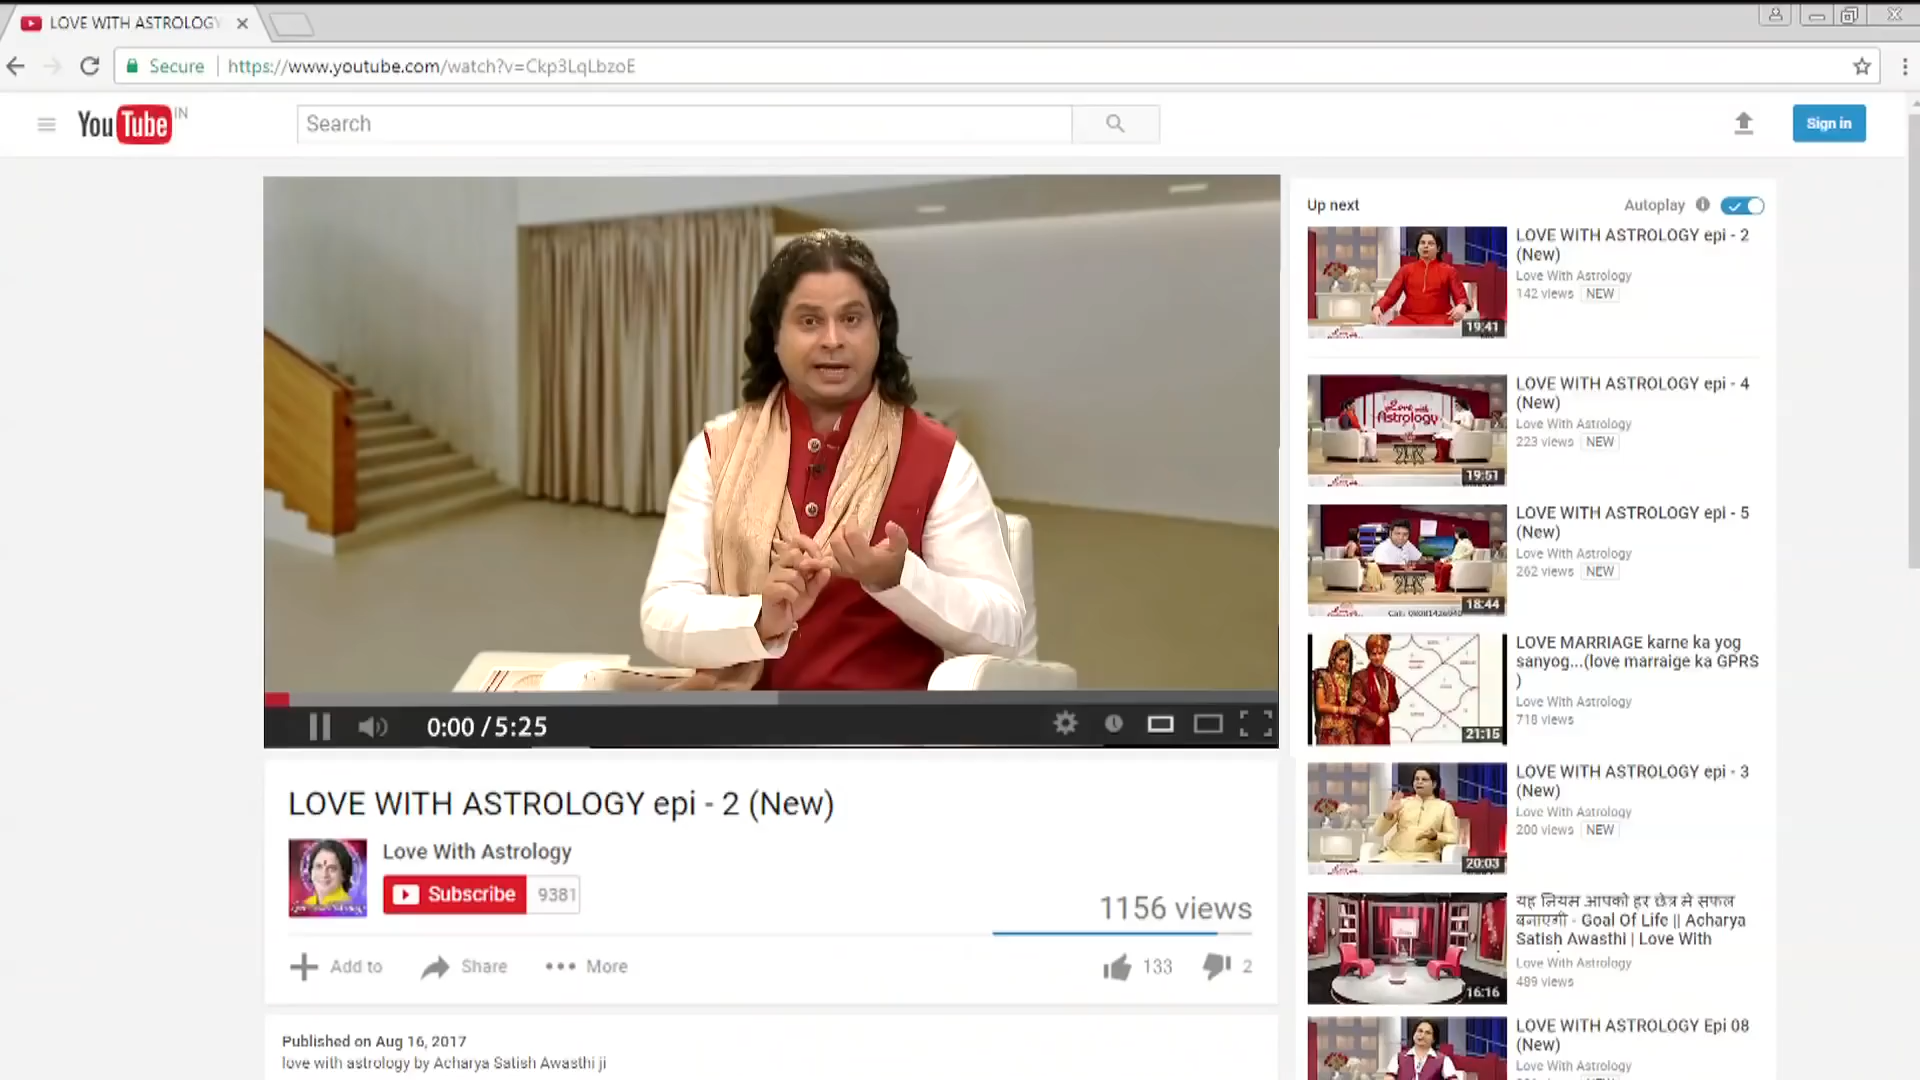 LOVE WITH ASTROLOGY
Secure
https://www.youtube.com/watch?v=Ckp3LqLbzoE
YouTube IN
Search
Sign in
0:00 / 5:25
LOVE WITH ASTROLOGY epi - 2 (New)
Love With Astrology
Subscribe 9381
1156 views
Add to
Share
More
133
2
Published on Aug 16, 2017
love with astrology by Acharya Satish Awasthi ji
Up next
Autoplay
LOVE WITH ASTROLOGY epi - 2
(New)
Love With Astrology
142 views NEW
19:41
LOVE WITH ASTROLOGY epi - 4
(New)
Love With Astrology
223 views NEW
Love with
Astrology
19:51
LOVE WITH ASTROLOGY epi - 5
(New)
Love With Astrology
262 views NEW
18:44
LOVE MARRIAGE karne ka yog
sanyog...(love marraige ka GPRS
)
Love With Astrology
718 views
21:15
LOVE WITH ASTROLOGY epi - 3
(New)
Love With Astrology
200 views NEW
20:03
यह नियम आपको हर छेत्र में सफल
बनाएगी - Goal Of Life || Acharya
Satish Awasthi | Love With
Love With Astrology
489 views
16:16
LOVE WITH ASTROLOGY Epi 08
(New)
Love With Astrology